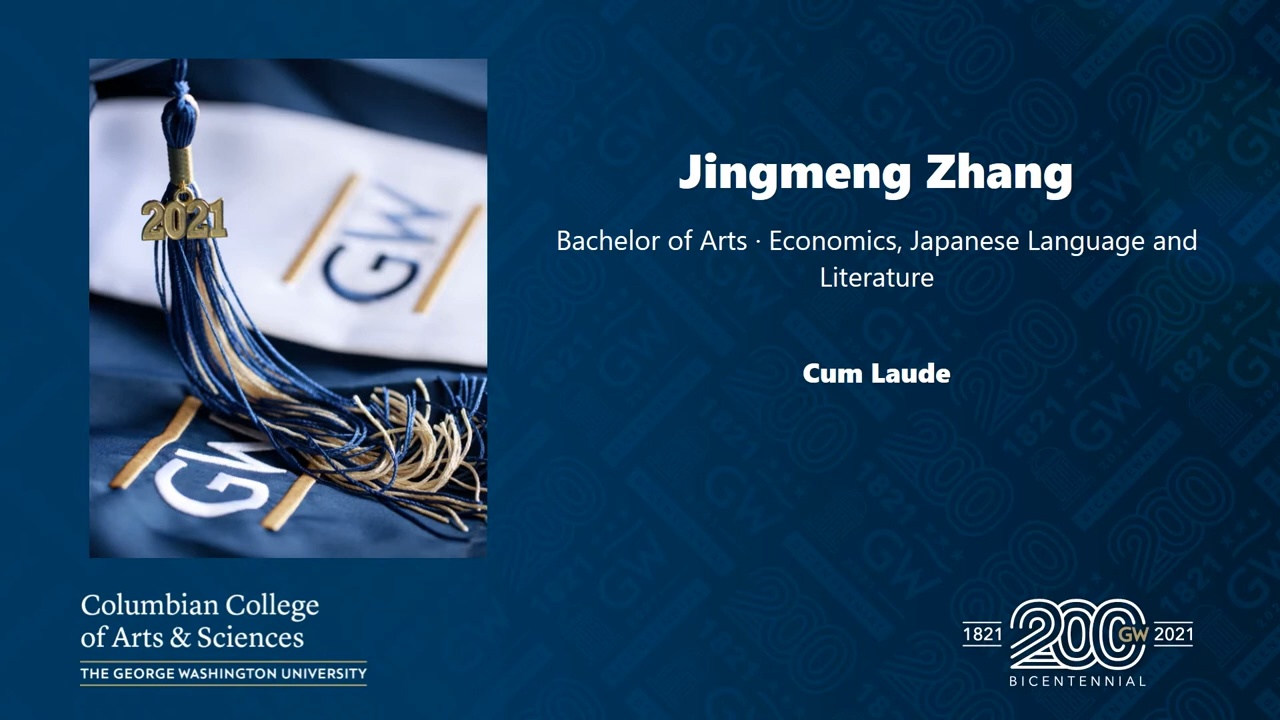 Jingmeng Zhang
Bachelor of Arts · Economics, Japanese Language and
Literature
Cum Laude
2021
GW
GW
Columbian College
of Arts & Sciences
THE GEORGE WASHINGTON UNIVERSITY
1821 200 GW 2021
BICENTENNIAL